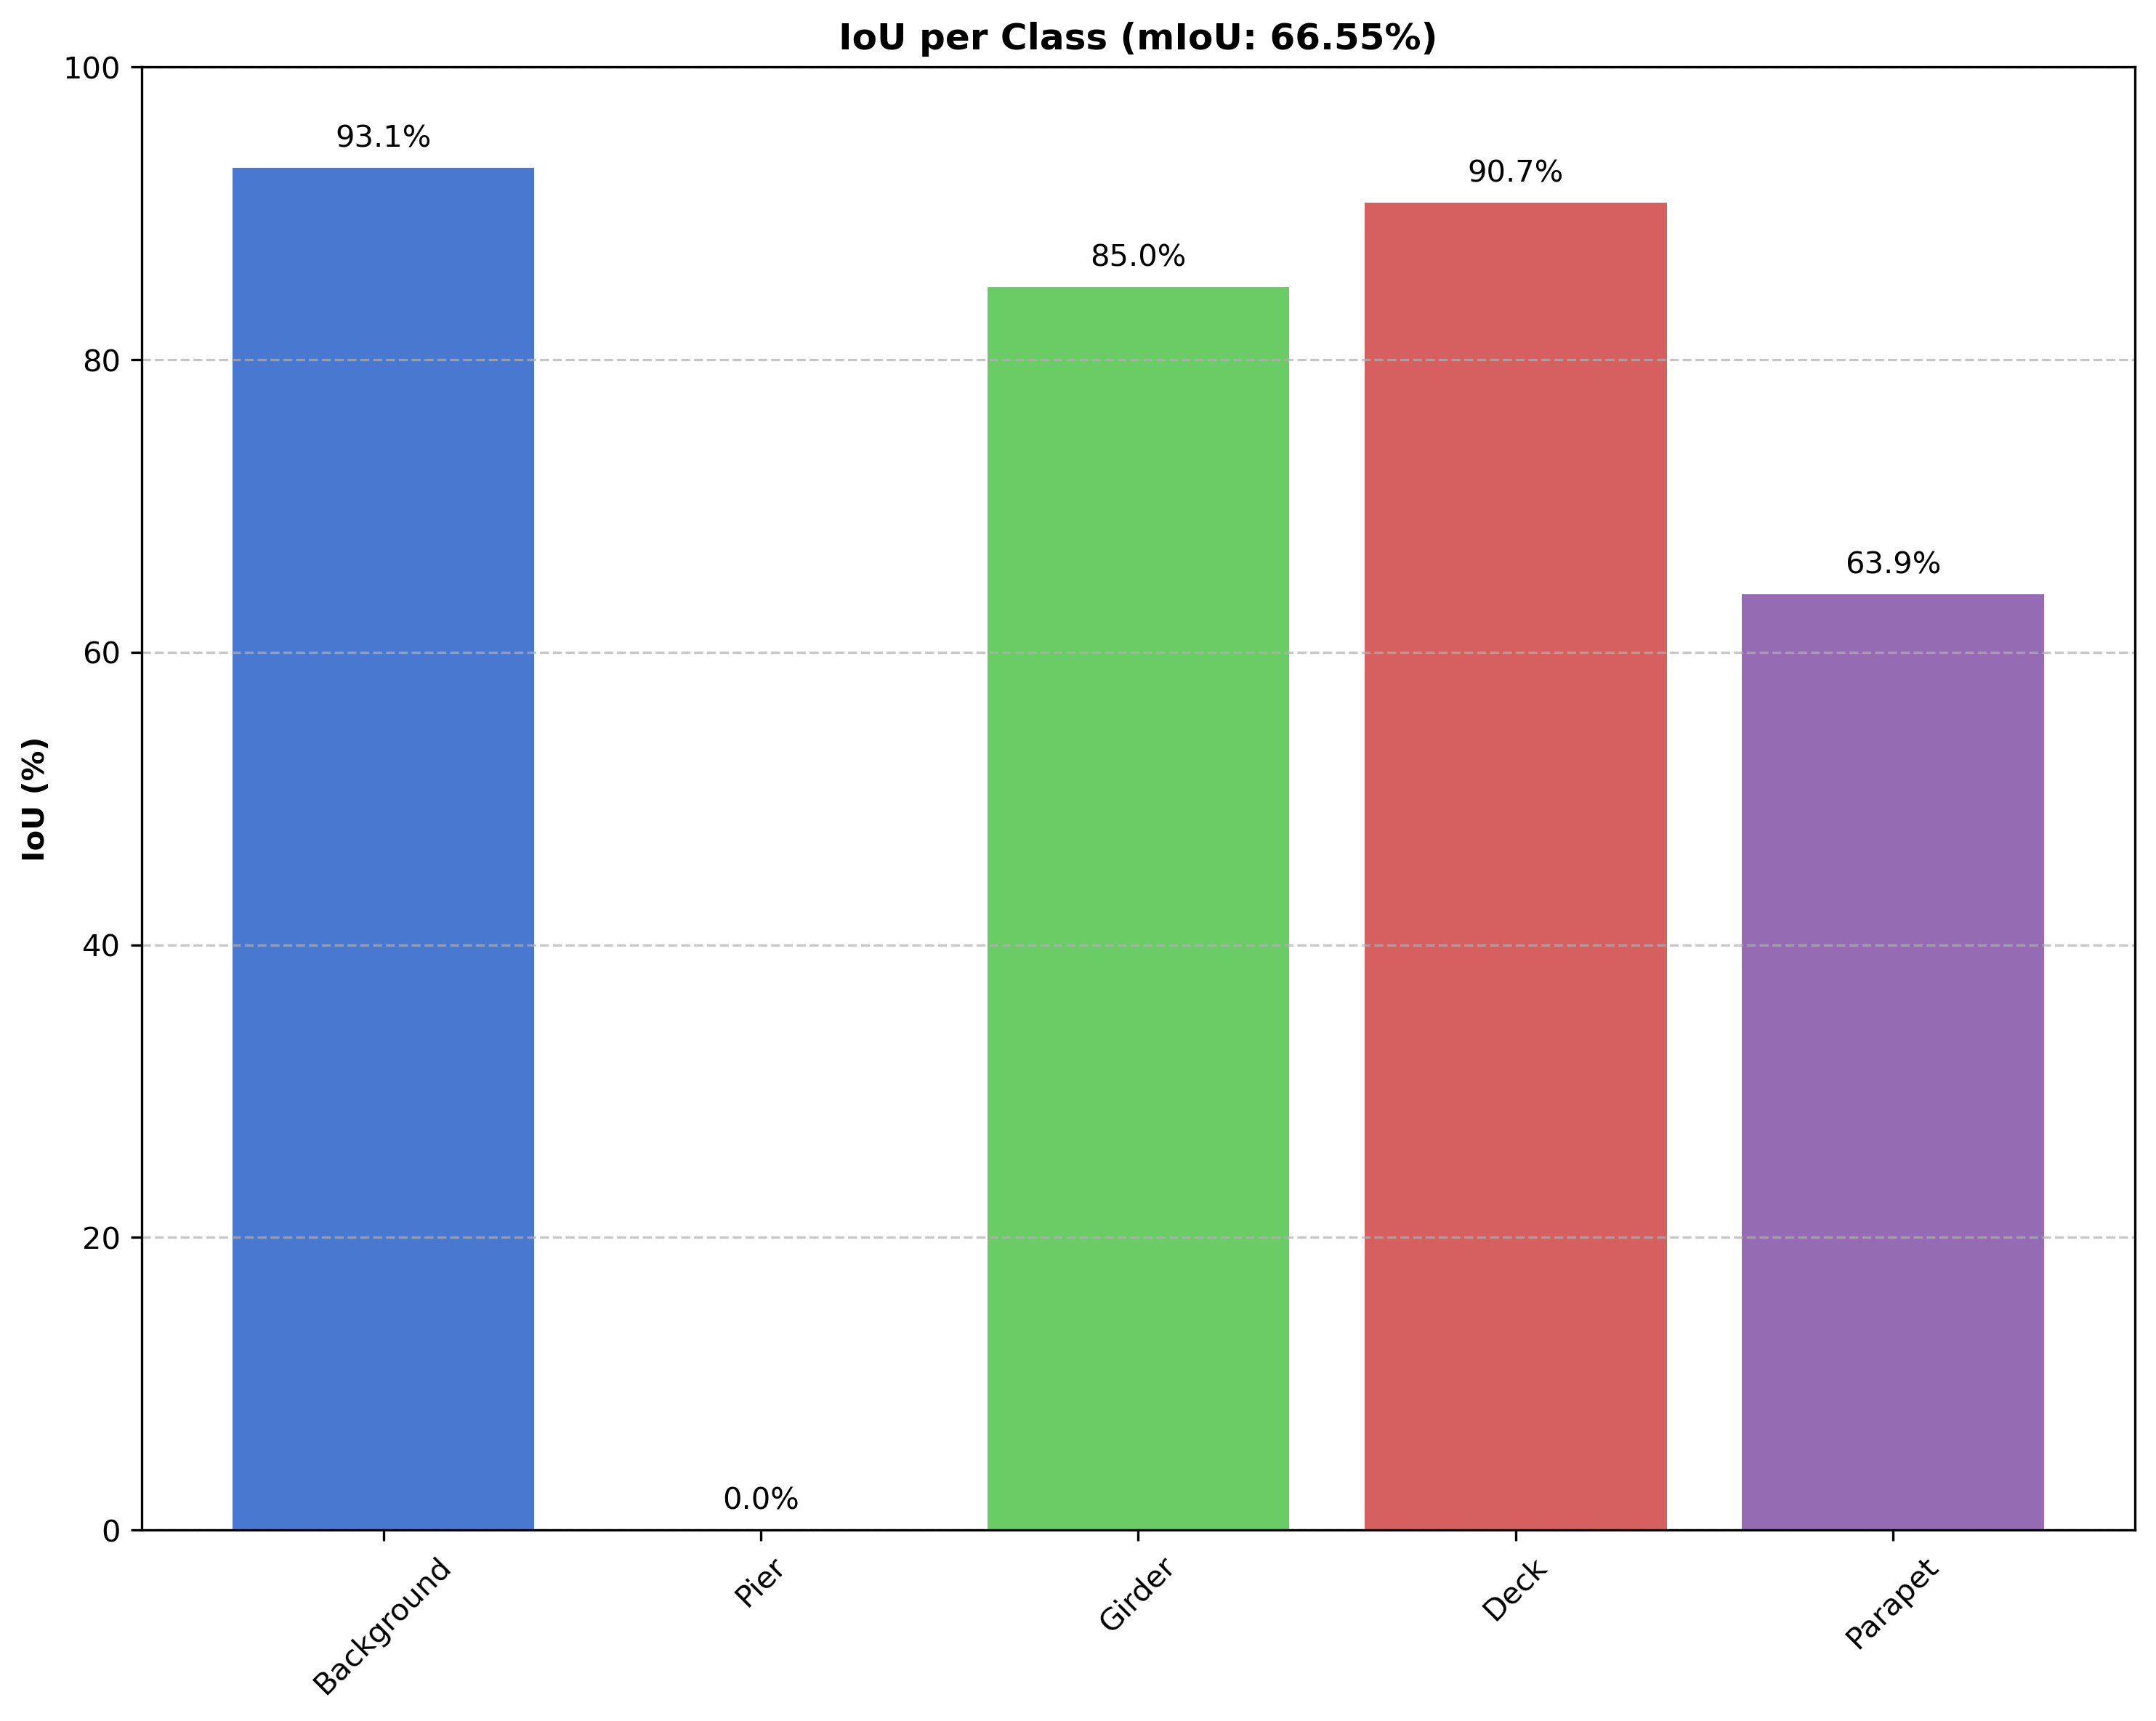 IoU per Class (mIoU: 66.55%)
IoU (%)
100
80
60
40
20
0
93.1%
0.0%
85.0%
90.7%
63.9%
Background
Pier
Girder
Deck
Parapet